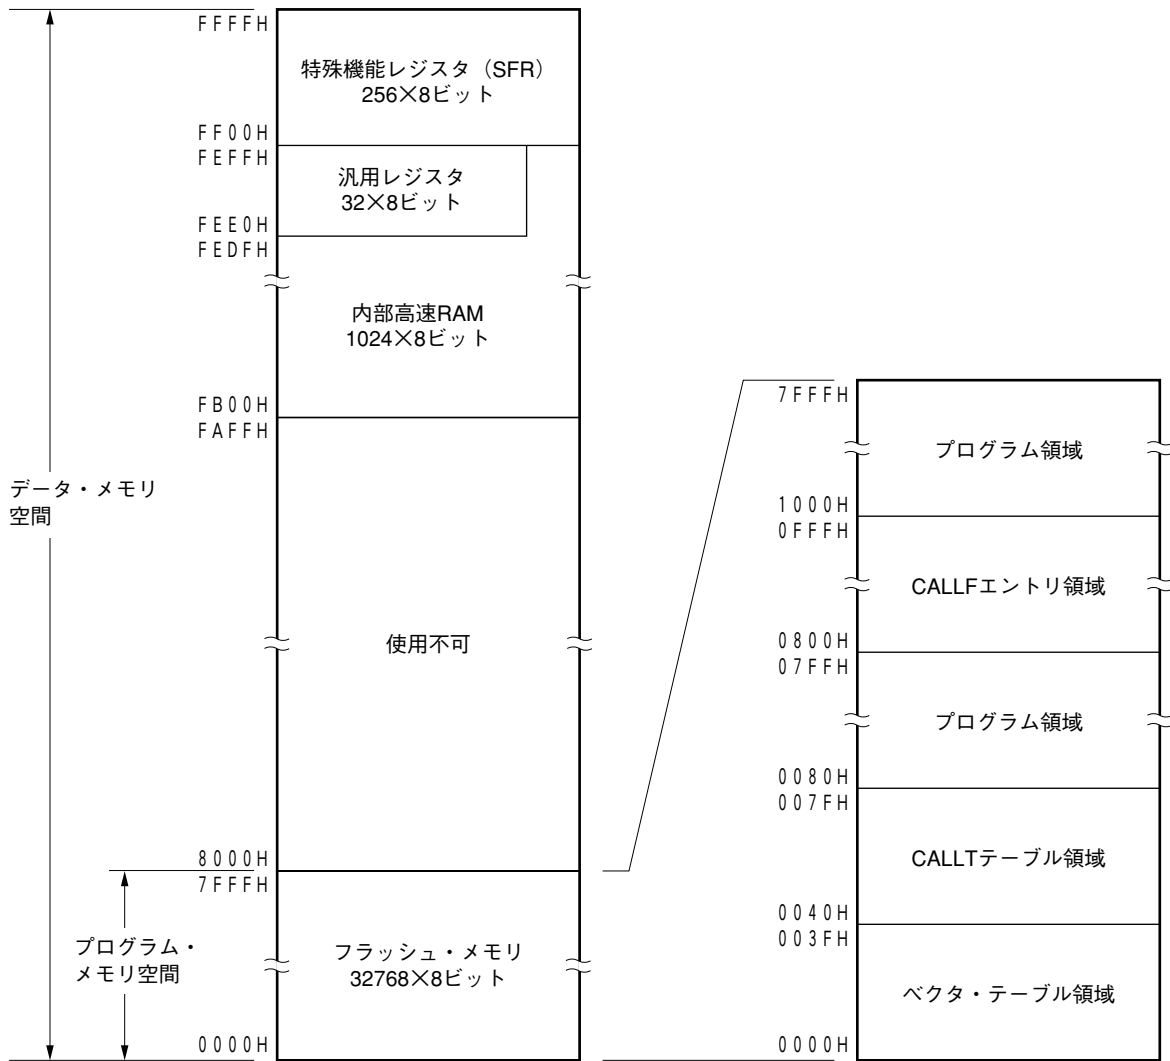 FFFFH
特殊機能レジスタ（SFR）
256×8ビット
FF00H
FEFFH
汎用レジスタ
32×8ビット
FEE0H
FEDFH
内部高速RAM
1024×8ビット
FB00H
FAFFH
データ・メモリ
空間
使用不可
8000H
7FFFH
プログラム・
メモリ空間
フラッシュ・メモリ
32768×8ビット
0000H
7FFFH
プログラム領域
1000H
0FFFH
CALLFエントリ領域
0800H
07FFH
プログラム領域
0080H
007FH
CALLTテーブル領域
0040H
003FH
ベクタ・テーブル領域
0000H